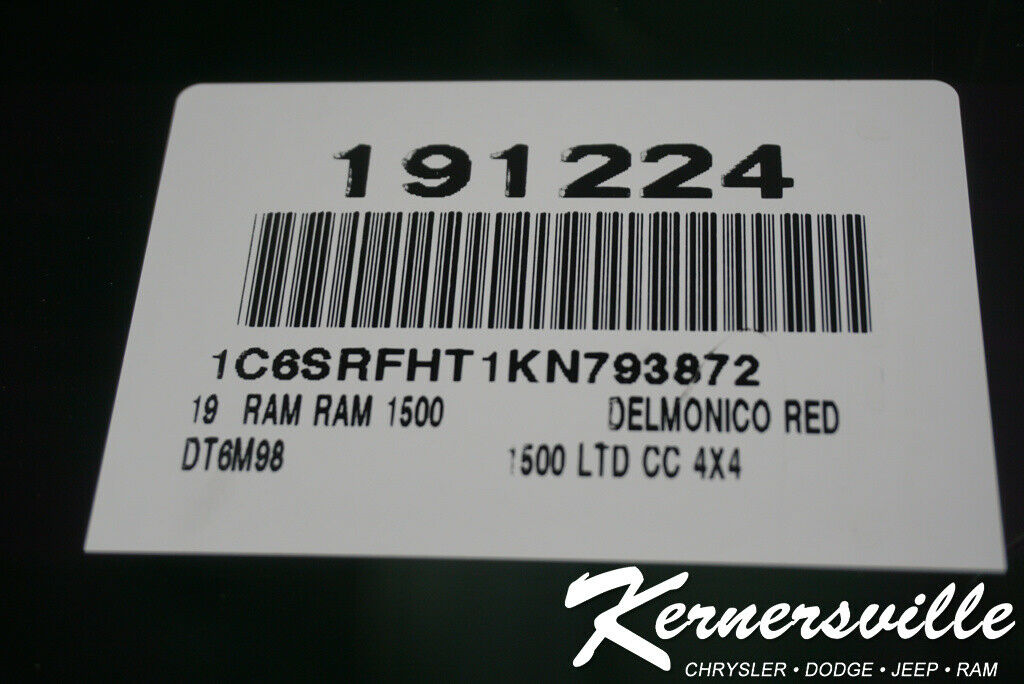 191224
1C6SRFHT1KN793872
19 RAM RAM 1500 DELMONICO RED
DT6M98 1500 LTD CC 4X4
Kernersville
CHRYSLER • DODGE • JEEP • RAM